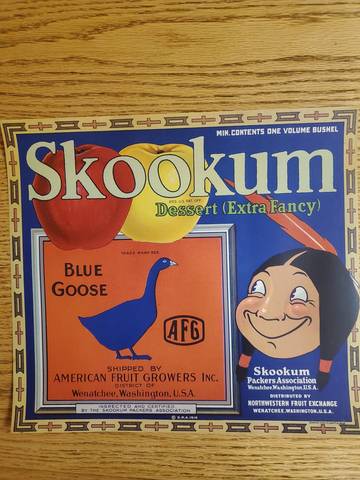 MIN. CONTENTS ONE VOLUME BUSHEL
Skookum
REG. U.S. PAT. OFF.
Dessert (Extra Fancy)
TRADE MARK REG.
BLUE
GOOSE
AFG
SHIPPED BY
AMERICAN FRUIT GROWERS INC.
DISTRICT OF
Wenatchee, Washington, U.S.A.
INSPECTED AND CERTIFIED
BY THE SKOOKUM PACKERS ASSOCIATION
Skookum
Packers Association
Wenatchee, Washington, U.S.A.
DISTRIBUTED BY
NORTHWESTERN FRUIT EXCHANGE
WENATCHEE, WASHINGTON, U.S.A.